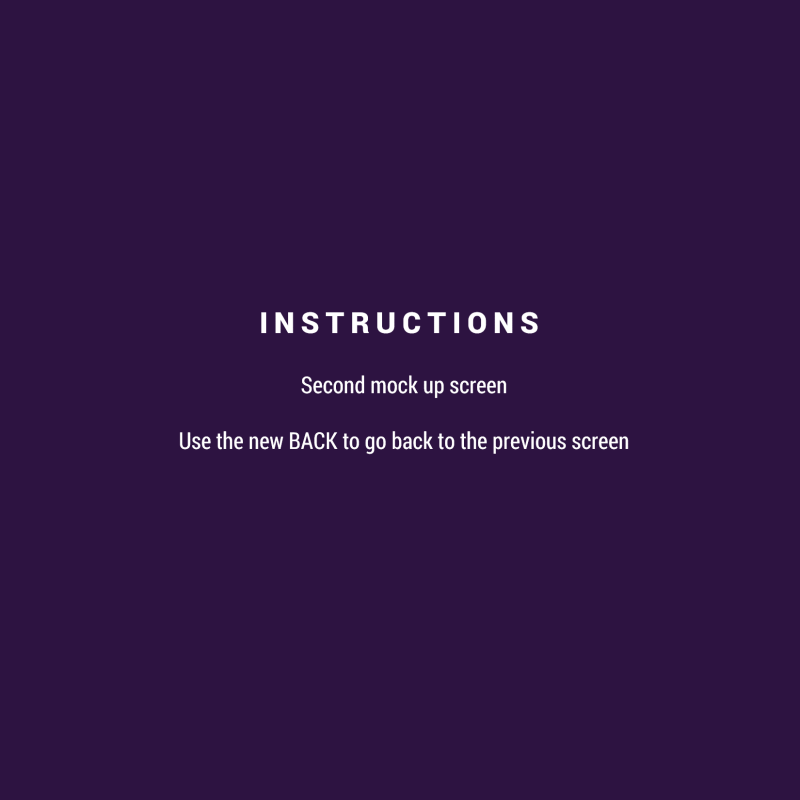 INSTRUCTIONS
Second mock up screen
Use the new BACK to go back to the previous screen